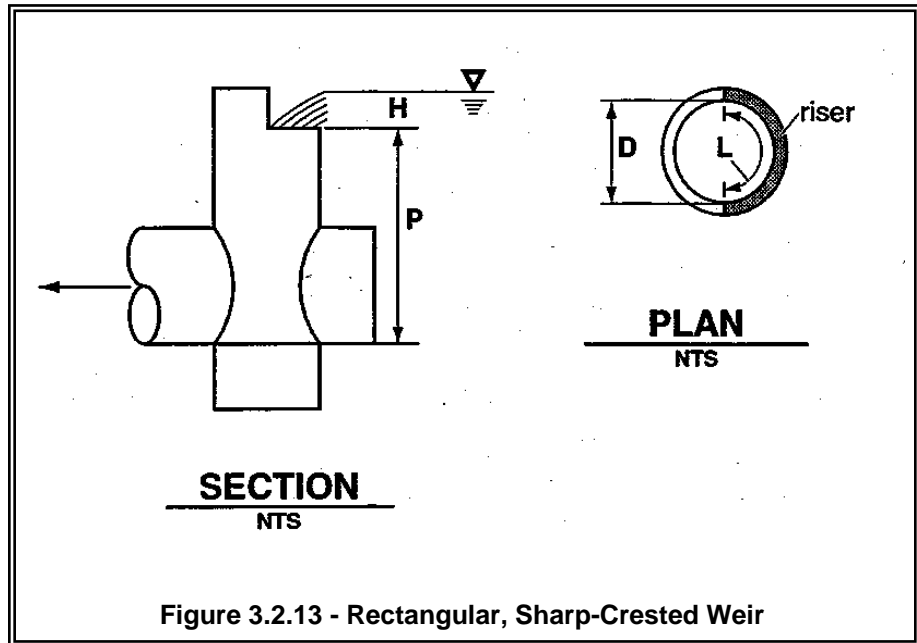 H
P
D
L
riser
PLAN
NTS
SECTION
NTS
Figure 3.2.13 - Rectangular, Sharp-Crested Weir